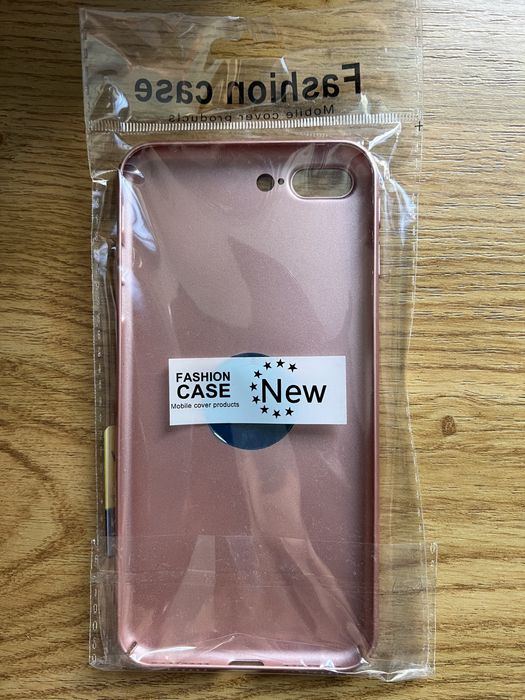 Fashion case
Mobile cover products
FASHION
CASE
Mobile cover products
New